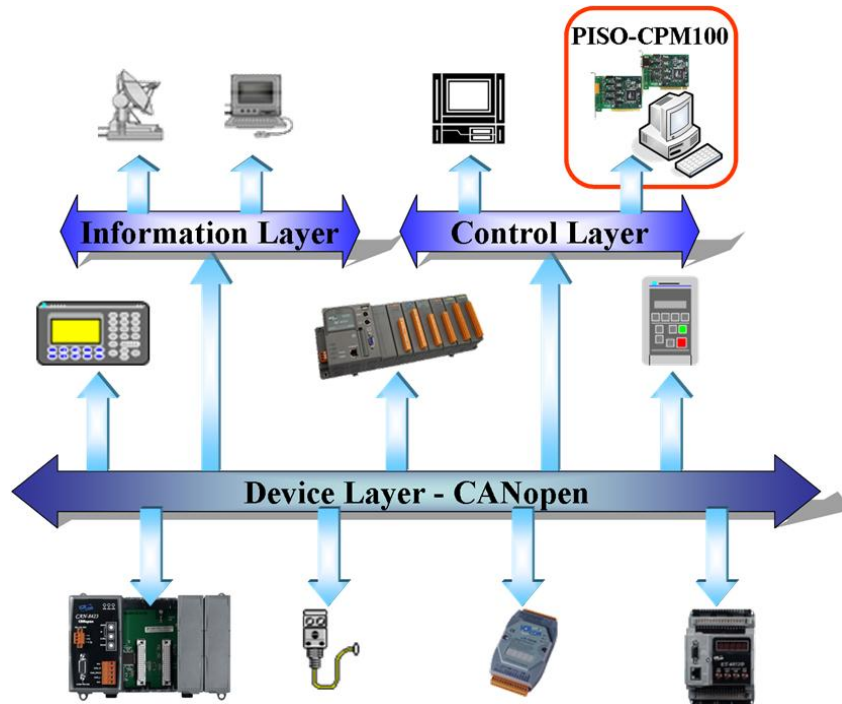 PISO-CPM100
Information Layer
Control Layer
Device Layer - CANopen